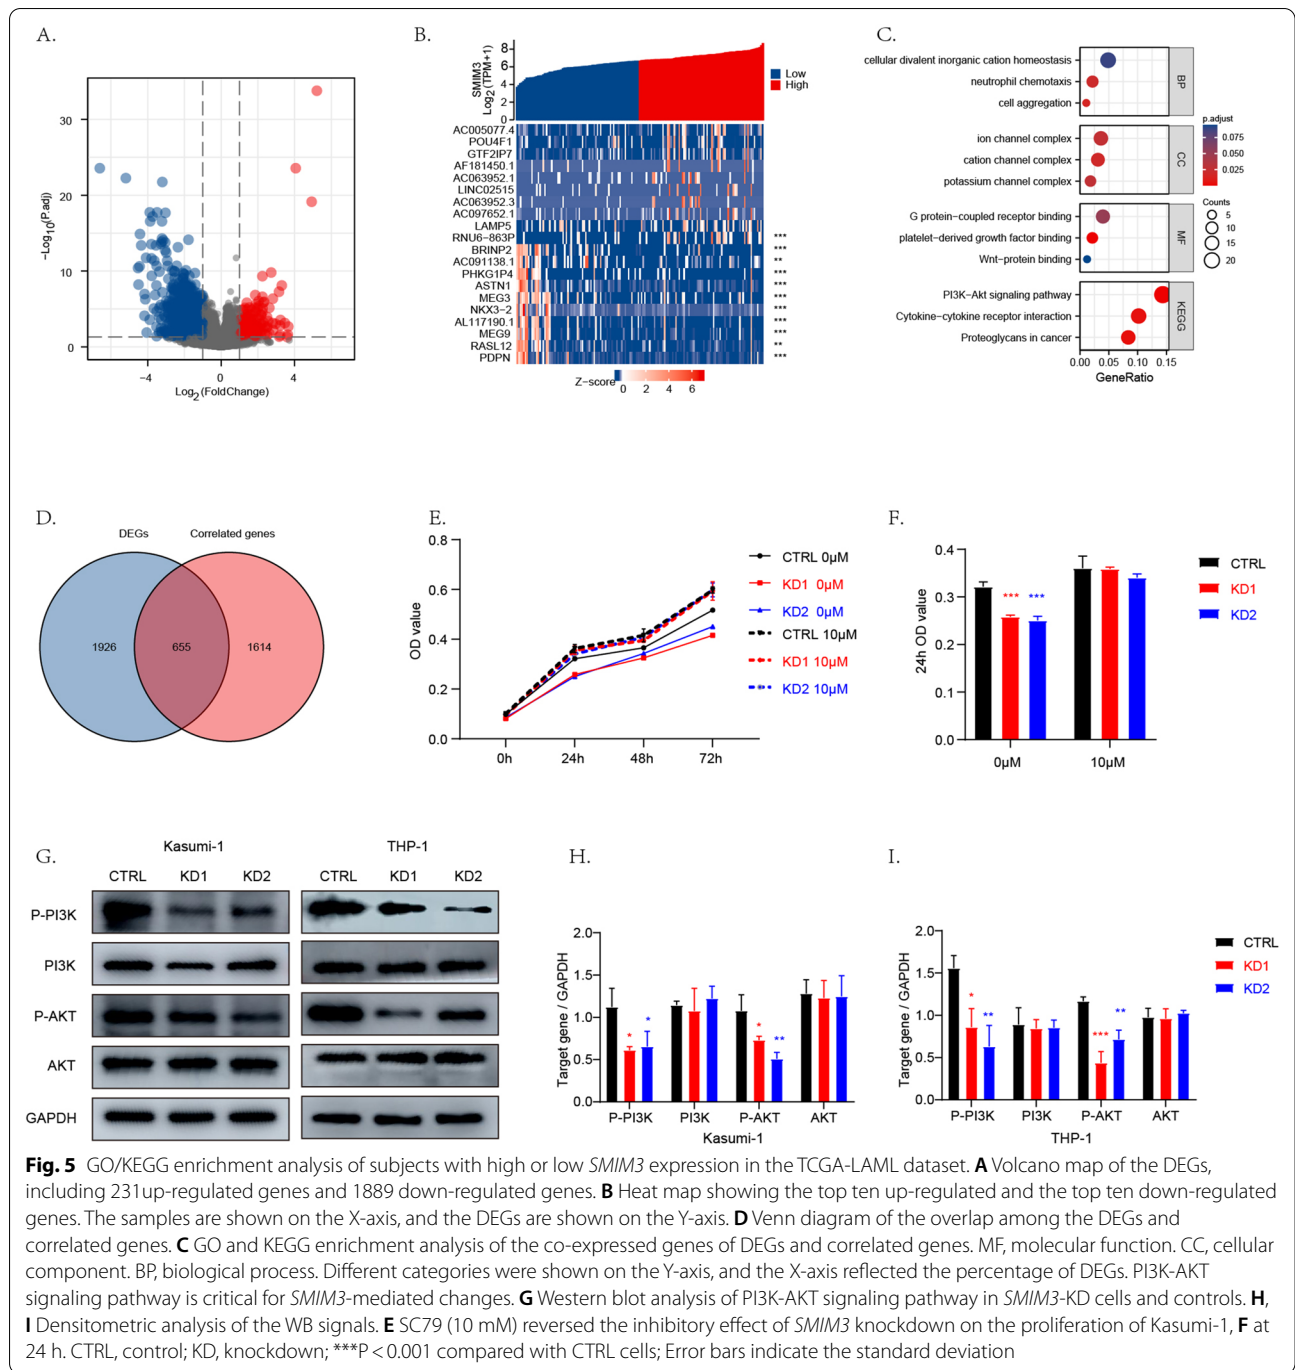 A.
30
20
10
0
−4
0
4
-Log10(P.adj)
Log2(FoldChange)
B.
8
6
4
2
0
SMIM3
Log2(TPM+1)
Low
High
AC005077.4
POU4F1
GTF2IP7
AF181450.1
AC063952.1
LINC02515
AC063952.3
AC097652.1
LAMP5
RNU6−863P ***
BRINP2 ***
AC091138.1 **
PHKG1P4 ***
ASTN1 ***
MEG3 ***
NKX3−2 ***
AL117190.1 ***
MEG9 ***
RASL12 **
PDPN ***
Z-score 0 2 4 6
C.
cellular divalent inorganic cation homeostasis
neutrophil chemotaxis
cell aggregation
BP
ion channel complex
cation channel complex
potassium channel complex
CC
G protein−coupled receptor binding
platelet−derived growth factor binding
Wnt−protein binding
MF
PI3K−Akt signaling pathway
Cytokine−cytokine receptor interaction
Proteoglycans in cancer
KEGG
0.00 0.05 0.10 0.15
GeneRatio
p.adjust
0.075
0.050
0.025
Counts
5
10
15
20
D.
DEGs
Correlated genes
1926
655
1614
E.
0.8
0.6
0.4
0.2
0.0
OD value
0h 24h 48h 72h
CTRL 0μM
KD1 0μM
KD2 0μM
CTRL 10μM
KD1 10μM
KD2 10μM
F.
0.4
0.3
0.2
0.1
0.0
24h OD value
*** ***
0μM 10μM
CTRL
KD1
KD2
G.
Kasumi-1 THP-1
CTRL KD1 KD2 CTRL KD1 KD2
P-PI3K
PI3K
P-AKT
AKT
GAPDH
H.
2.0
1.5
1.0
0.5
0.0
Target gene / GAPDH
* * * **
P-PI3K PI3K P-AKT AKT
Kasumi-1
I.
2.0
1.5
1.0
0.5
0.0
Target gene / GAPDH
* ** *** **
P-PI3K PI3K P-AKT AKT
THP-1
CTRL
KD1
KD2
Fig. 5 GO/KEGG enrichment analysis of subjects with high or low SMIM3 expression in the TCGA-LAML dataset. A Volcano map of the DEGs,
including 231up-regulated genes and 1889 down-regulated genes. B Heat map showing the top ten up-regulated and the top ten down-regulated
genes. The samples are shown on the X-axis, and the DEGs are shown on the Y-axis. D Venn diagram of the overlap among the DEGs and
correlated genes. C GO and KEGG enrichment analysis of the co-expressed genes of DEGs and correlated genes. MF, molecular function. CC, cellular
component. BP, biological process. Different categories were shown on the Y-axis, and the X-axis reflected the percentage of DEGs. PI3K-AKT
signaling pathway is critical for SMIM3-mediated changes. G Western blot analysis of PI3K-AKT signaling pathway in SMIM3-KD cells and controls. H,
I Densitometric analysis of the WB signals. E SC79 (10 mM) reversed the inhibitory effect of SMIM3 knockdown on the proliferation of Kasumi-1, F at
24 h. CTRL, control; KD, knockdown; ***P < 0.001 compared with CTRL cells; Error bars indicate the standard deviation